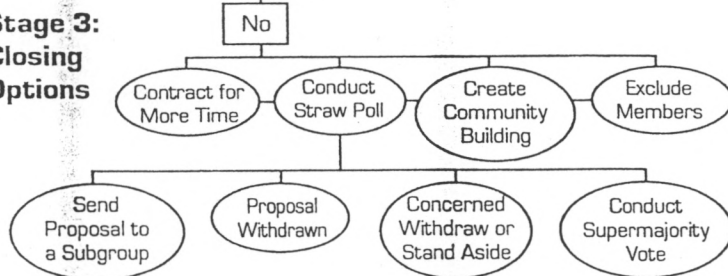 Stage 3:
Closing
Options
No
Contract for
More Time
Conduct
Straw Poll
Create
Community
Building
Exclude
Members
Send
Proposal to
a Subgroup
Proposal
Withdrawn
Concerned
Withdraw or
Stand Aside
Conduct
Supermajority
Vote